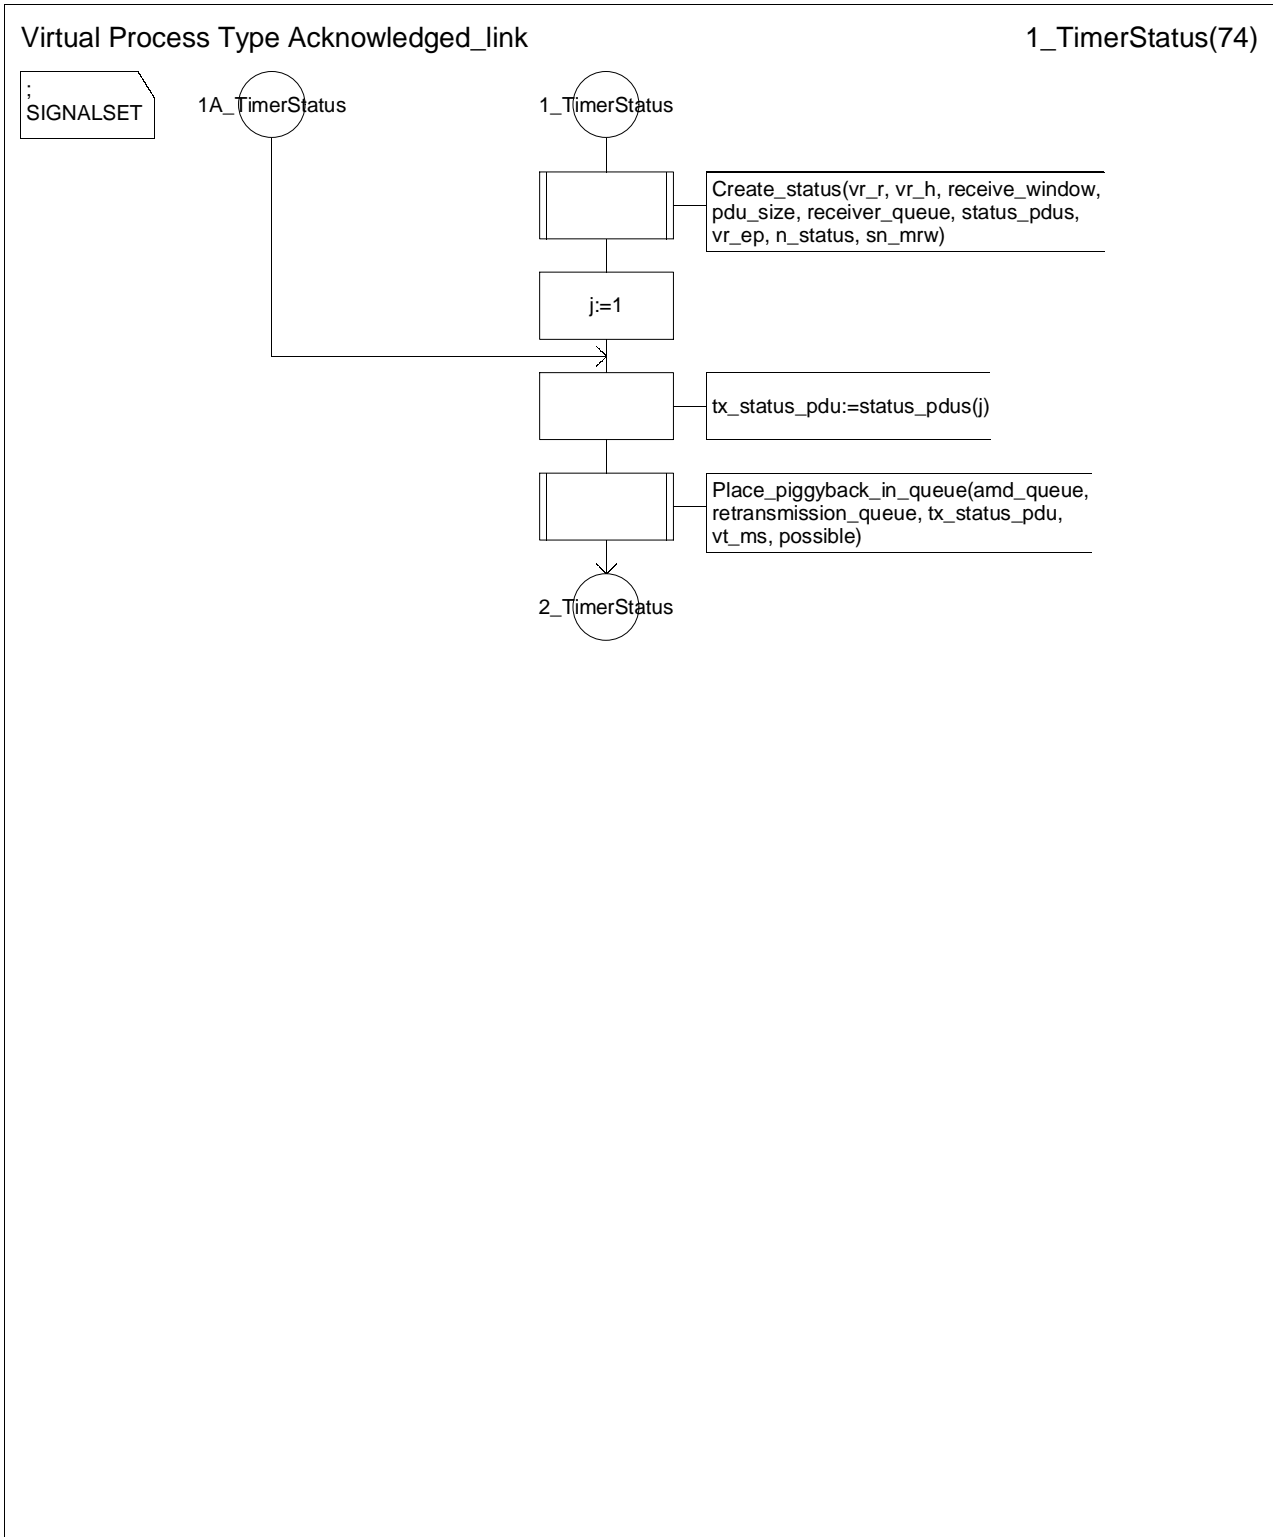 Virtual Process Type Acknowledged_link
1_TimerStatus(74)
;
SIGNALSET
1A_TimerStatus
1_TimerStatus
Create_status(vr_r, vr_h, receive_window,
pdu_size, receiver_queue, status_pdus,
vr_ep, n_status, sn_mrw)
j:=1
tx_status_pdu:=status_pdus(j)
Place_piggyback_in_queue(amd_queue,
retransmission_queue, tx_status_pdu,
vt_ms, possible)
2_TimerStatus